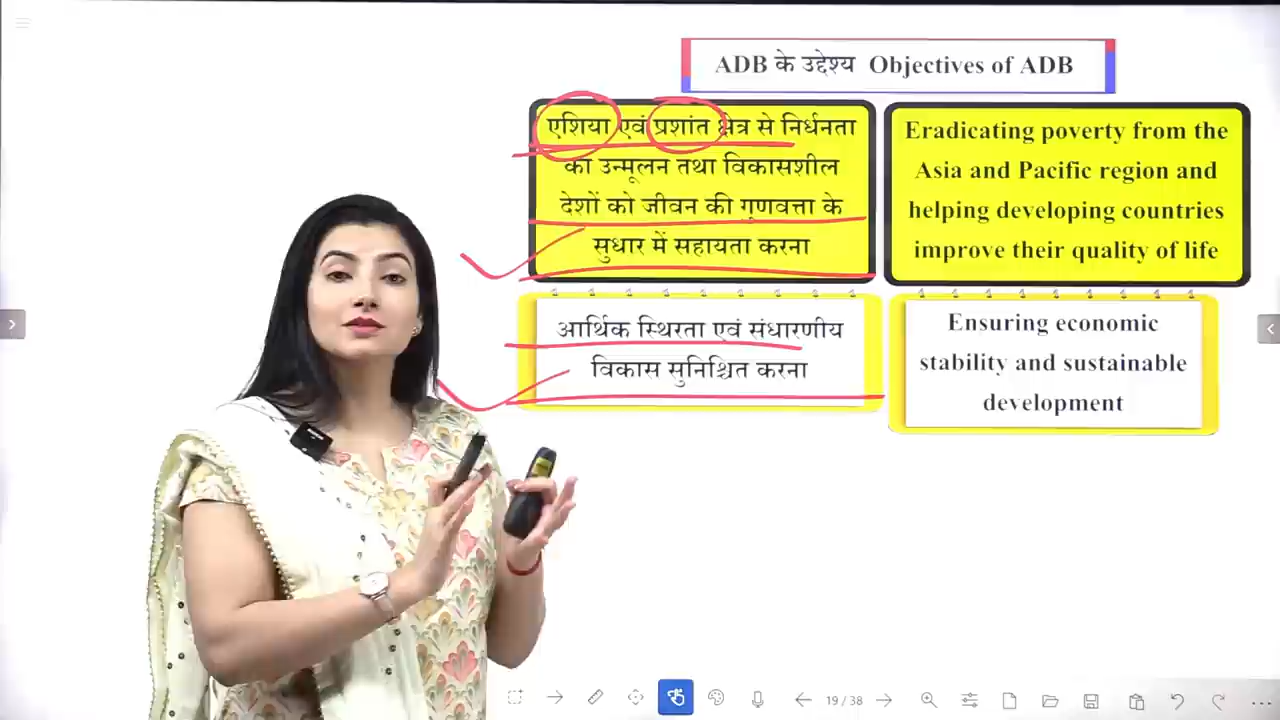 ADB के उद्देश्य Objectives of ADB
एशिया एवं प्रशांत क्षेत्र से निर्धनता
का उन्मूलन तथा विकासशील
देशों को जीवन की गुणवत्ता के
सुधार में सहायता करना
Eradicating poverty from the
Asia and Pacific region and
helping developing countries
improve their quality of life
आर्थिक स्थिरता एवं संधारणीय
विकास सुनिश्चित करना
Ensuring economic
stability and sustainable
development
19 / 38